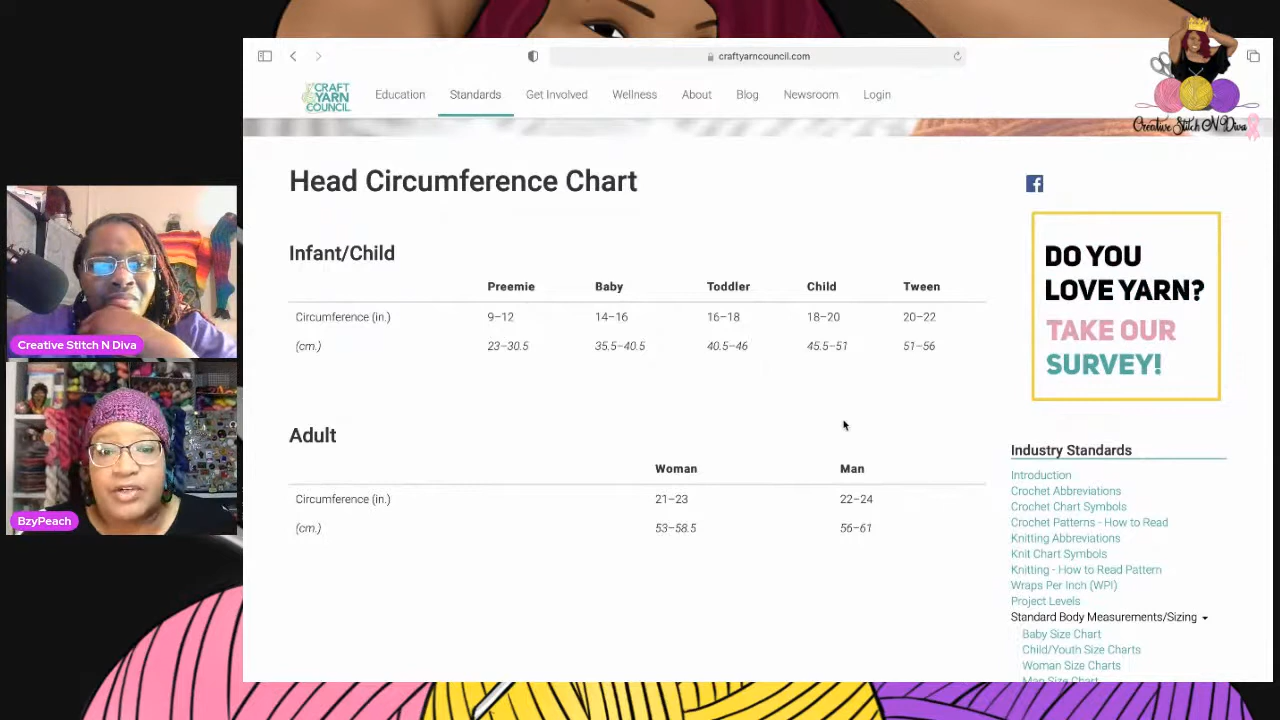 craftyarncouncil.com
CRAFT
YARN
COUNCIL
Education Standards Get Involved Wellness About Blog Newsroom Login
Creative Stitch N Diva
Head Circumference Chart
Infant/Child
Preemie Baby Toddler Child Tween
Circumference (in.) 9–12 14–16 16–18 18–20 20–22
(cm.) 23–30.5 35.5–40.5 40.5–46 45.5–51 51–56
Adult
Woman Man
Circumference (in.) 21–23 22–24
(cm.) 53–58.5 56–61
DO YOU
LOVE YARN?
TAKE OUR
SURVEY!
Industry Standards
Introduction
Crochet Abbreviations
Crochet Chart Symbols
Crochet Patterns - How to Read
Knitting Abbreviations
Knit Chart Symbols
Knitting - How to Read Pattern
Wraps Per Inch (WPI)
Project Levels
Standard Body Measurements/Sizing
Baby Size Chart
Child/Youth Size Charts
Woman Size Charts
Man Size Chart
Creative Stitch N Diva
BzyPeach